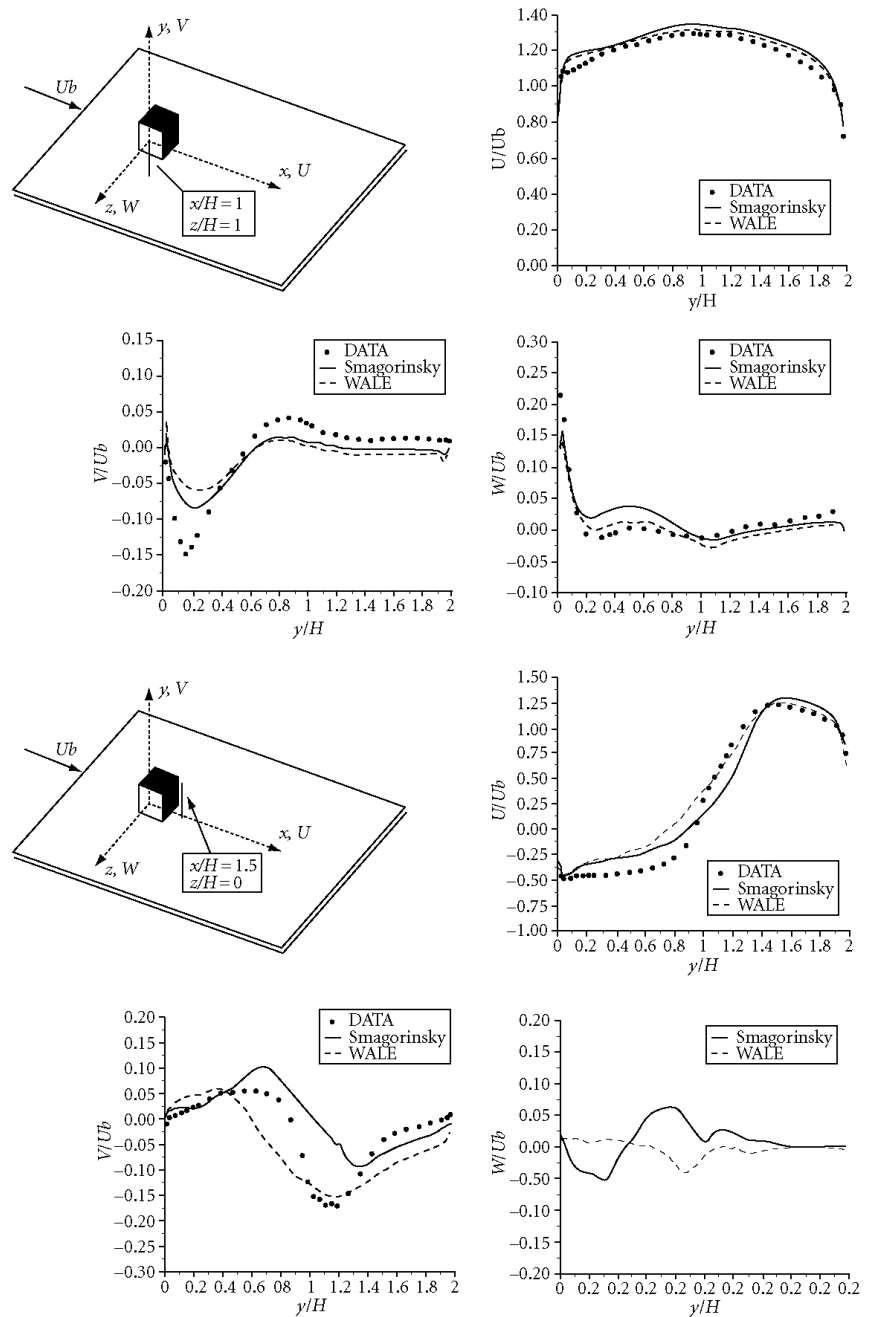 y, V
Ub
x, U
z, W
x/H = 1
z/H = 1
1.40
1.20
1.00
0.80
0.60
0.40
0.20
0.00
U/Ub
DATA
Smagorinsky
WALE
0 0.2 0.4 0.6 0.8 1 1.2 1.4 1.6 1.8 2
y/H
0.15
0.10
0.05
0.00
−0.05
−0.10
−0.15
−0.20
V/Ub
DATA
Smagorinsky
WALE
0 0.2 0.4 0.6 0.8 1 1.2 1.4 1.6 1.8 2
y/H
0.30
0.25
0.20
0.15
0.10
0.05
0.00
−0.05
−0.10
W/Ub
DATA
Smagorinsky
WALE
0 0.2 0.4 0.6 0.8 1 1.2 1.4 1.6 1.8 2
y/H
y, V
Ub
x, U
z, W
x/H = 1.5
z/H = 0
1.50
1.25
0.75
0.50
0.25
0.00
−0.25
−0.50
−0.75
−1.00
U/Ub
DATA
Smagorinsky
WALE
0 0.2 0.4 0.6 0.8 1 1.2 1.4 1.6 1.8 2
y/H
0.20
0.15
0.10
0.05
0.00
−0.05
−0.10
−0.15
−0.20
−0.25
−0.30
V/Ub
DATA
Smagorinsky
WALE
0 0.2 0.4 0.6 0.8 1 1.2 1.4 1.6 1.8 2
y/H
0.20
0.15
0.10
0.05
0.00
−0.05
−0.10
−0.15
−0.20
W/Ub
Smagorinsky
WALE
0 0.2 0.2 0.2 0.2 0.2 0.2 0.2 0.2 0.2 0.2
y/H